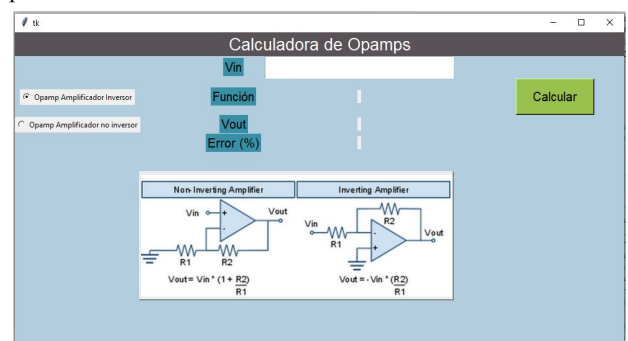 tk
Calculadora de Opamps
Vin
Opamp Amplificador Inversor
Función
Calcular
Opamp Amplificador no inversor
Vout
Error (%)
Non-Inverting Amplifier
Vin
+
-
Vout
R1
R2
Vout = Vin * (1 + R2)
R1
Inverting Amplifier
R2
Vin
R1
-
+
Vout
Vout = - Vin * (R2)
R1